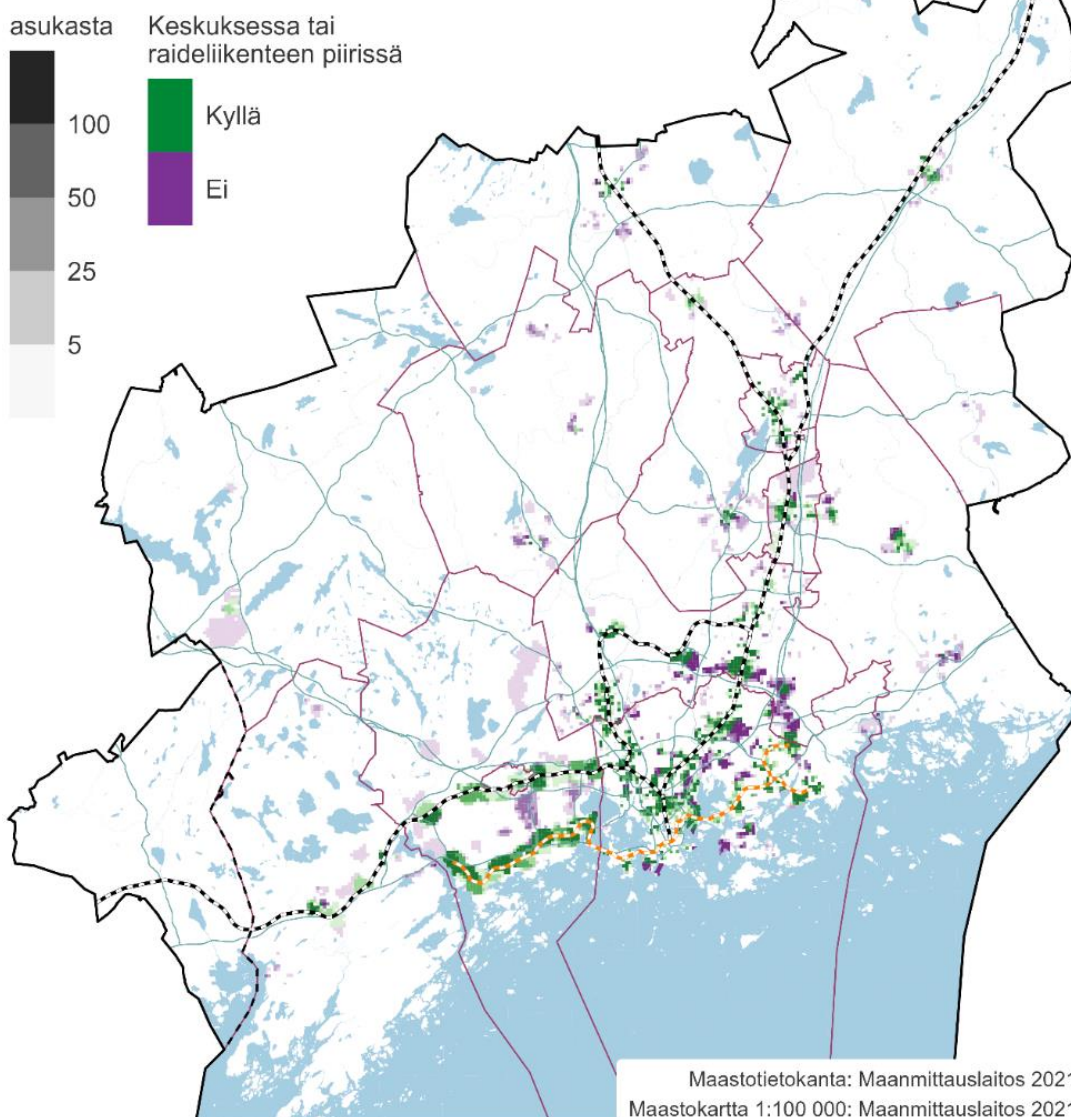 asukasta
100
50
25
5
Keskuksessa tai
raideliikenteen piirissä
Kyllä
Ei
Maastotietokanta: Maanmittauslaitos 2021
Maastokartta 1:100 000: Maanmittauslaitos 2021